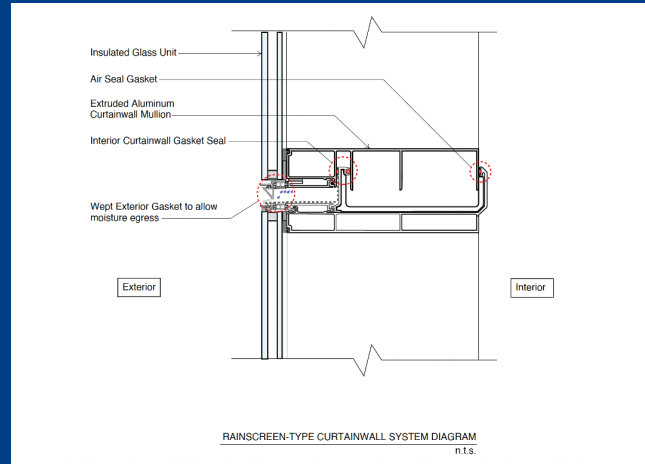 Insulated Glass Unit
Air Seal Gasket
Extruded Aluminum
Curtainwall Mullion
Interior Curtainwall Gasket Seal
Wept Exterior Gasket to allow
moisture egress
Exterior
Interior
RAINSCREEN-TYPE CURTAINWALL SYSTEM DIAGRAM
n.t.s.